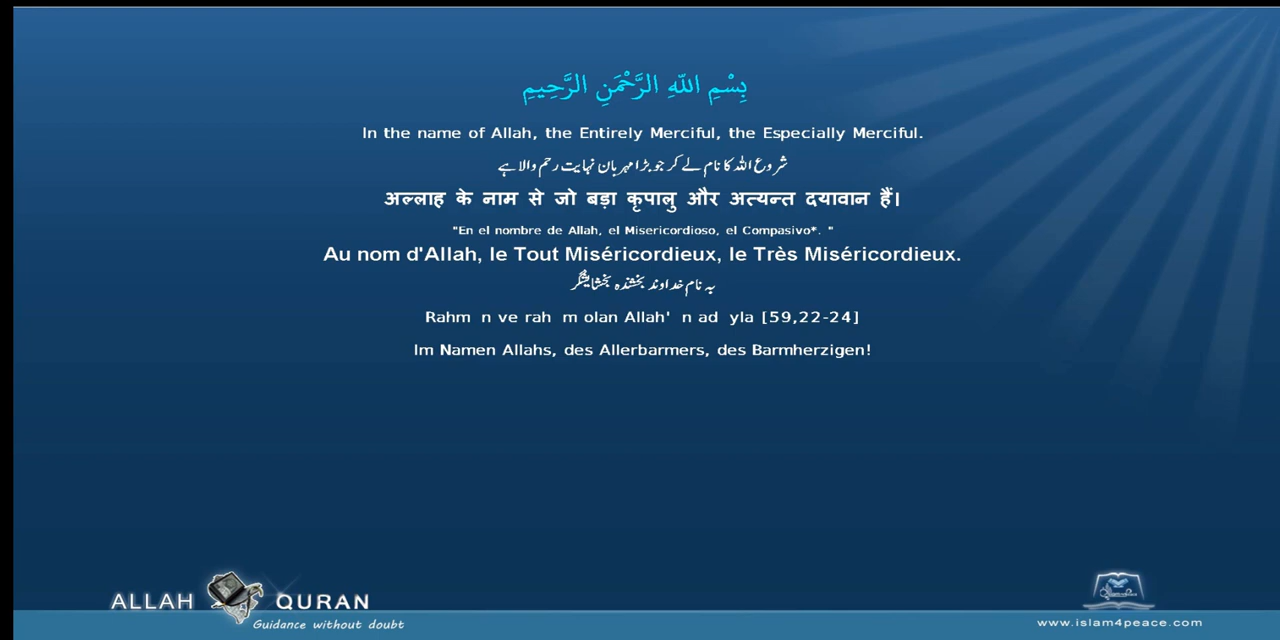 بِسْمِ اللّهِ الرَّحْمَنِ الرَّحِيمِ
In the name of Allah, the Entirely Merciful, the Especially Merciful.
شروع اللہ کا نام لے کر جو بڑا مہربان نہایت رحم والا ہے
अल्लाह के नाम से जो बड़ा कृपालु और अत्यन्त दयावान हैं।
"En el nombre de Allah, el Misericordioso, el Compasivo*. "
Au nom d'Allah, le Tout Miséricordieux, le Très Miséricordieux.
به نام خداوند بخشنده بخشایشگر
Rahm n ve rah m olan Allah' n ad yla [59,22-24]
Im Namen Allahs, des Allerbarmers, des Barmherzigen!
ALLAH QURAN
Guidance without doubt
www.islam4peace.com